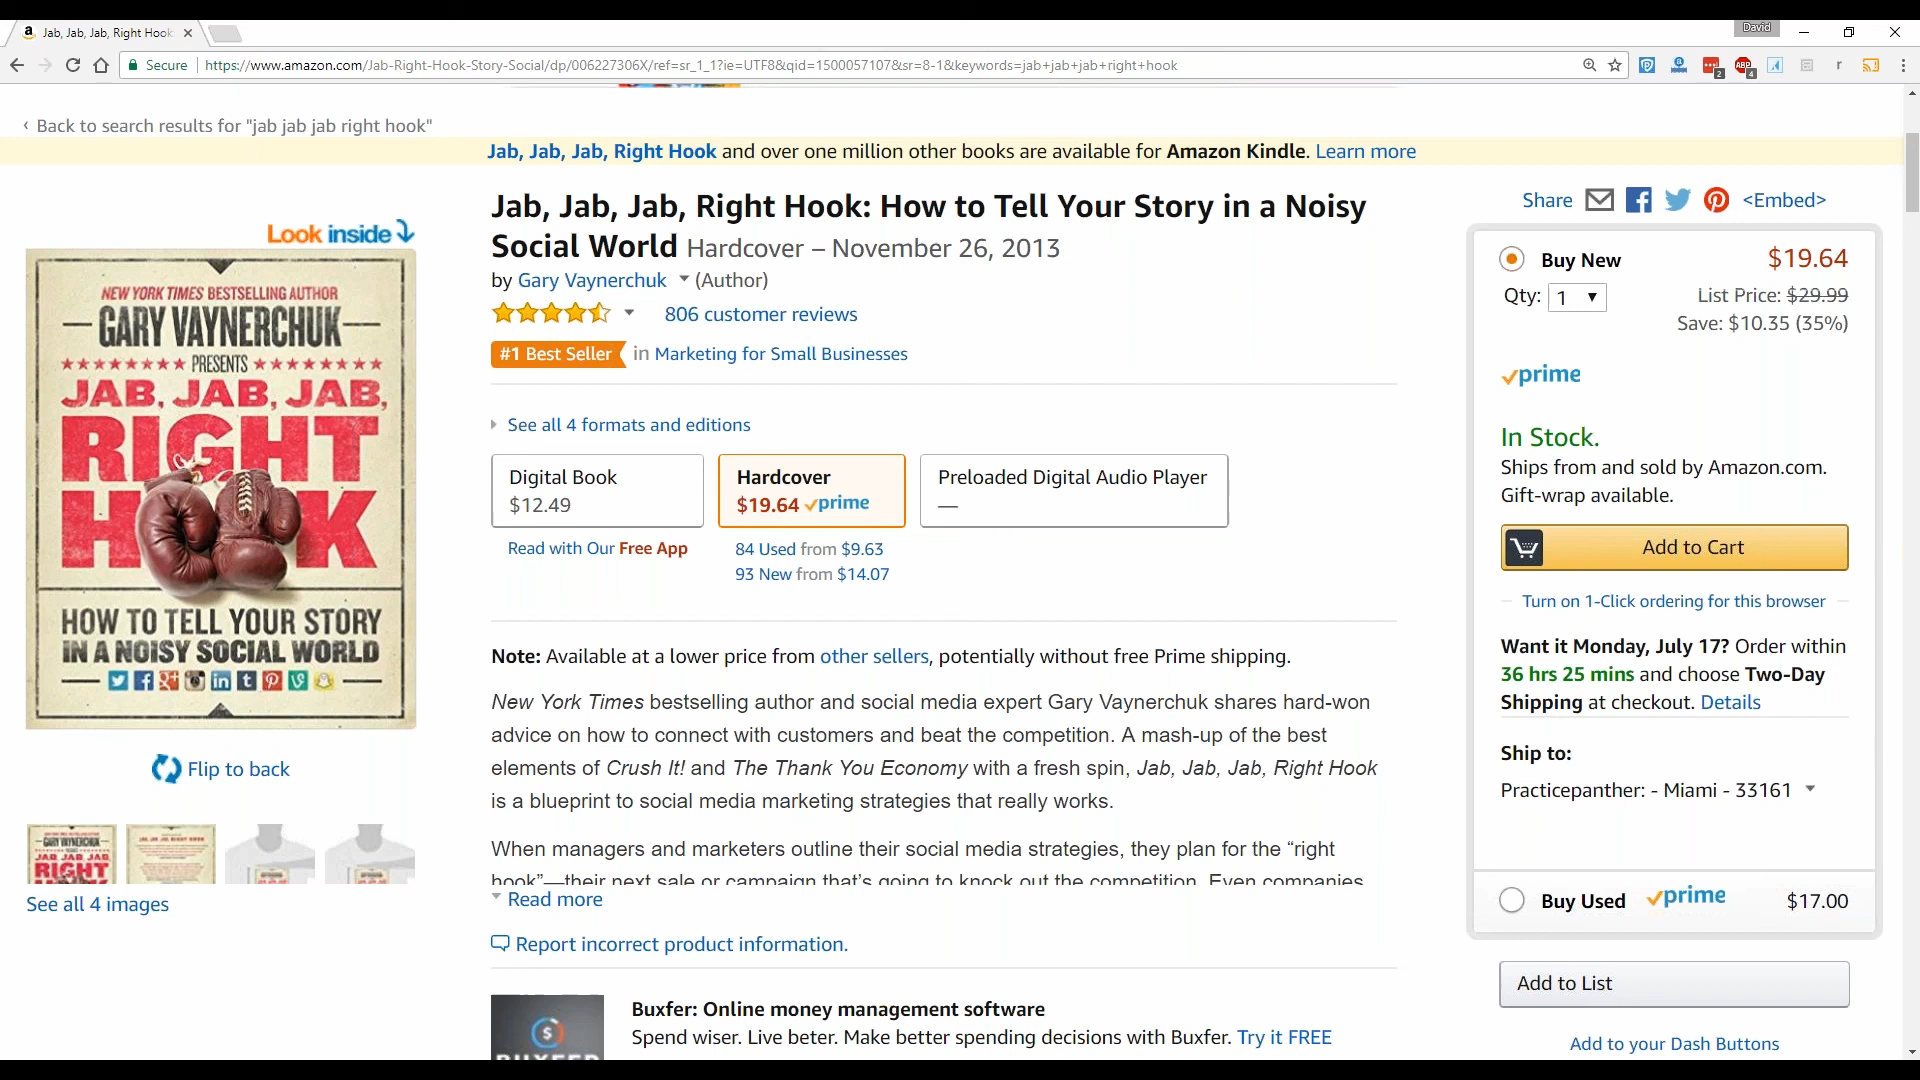 Jab, Jab, Jab, Right Hook
David
Secure
https://www.amazon.com/Jab-Right-Hook-Story-Social/dp/006227306X/ref=sr_1_1?ie=UTF8&qid=1500057107&sr=8-1&keywords=jab+jab+jab+right+hook
‹ Back to search results for "jab jab jab right hook"
Jab, Jab, Jab, Right Hook and over one million other books are available for Amazon Kindle. Learn more
Look inside
NEW YORK TIMES BESTSELLING AUTHOR
GARY VAYNERCHUK
PRESENTS
JAB, JAB, JAB,
RIGHT
HOOK
HOW TO TELL YOUR STORY
IN A NOISY SOCIAL WORLD
Flip to back
See all 4 images
Jab, Jab, Jab, Right Hook: How to Tell Your Story in a Noisy
Social World Hardcover – November 26, 2013
by Gary Vaynerchuk (Author)
806 customer reviews
#1 Best Seller in Marketing for Small Businesses
See all 4 formats and editions
Digital Book
$12.49
Read with Our Free App
Hardcover
$19.64 prime
84 Used from $9.63
93 New from $14.07
Preloaded Digital Audio Player
—
Note: Available at a lower price from other sellers, potentially without free Prime shipping.
New York Times bestselling author and social media expert Gary Vaynerchuk shares hard-won
advice on how to connect with customers and beat the competition. A mash-up of the best
elements of Crush It! and The Thank You Economy with a fresh spin, Jab, Jab, Jab, Right Hook
is a blueprint to social media marketing strategies that really works.
When managers and marketers outline their social media strategies, they plan for the “right
hook”—their next sale or campaign that’s going to knock out the competition. Even companies
Read more
Report incorrect product information.
BUXFER
Buxfer: Online money management software
Spend wiser. Live beter. Make better spending decisions with Buxfer. Try it FREE
Share
<Embed>
Buy New
$19.64
Qty: 1
List Price: $29.99
Save: $10.35 (35%)
prime
In Stock.
Ships from and sold by Amazon.com.
Gift-wrap available.
Add to Cart
Turn on 1-Click ordering for this browser
Want it Monday, July 17? Order within
36 hrs 25 mins and choose Two-Day
Shipping at checkout. Details
Ship to:
Practicepanther: - Miami - 33161
Buy Used prime $17.00
Add to List
Add to your Dash Buttons